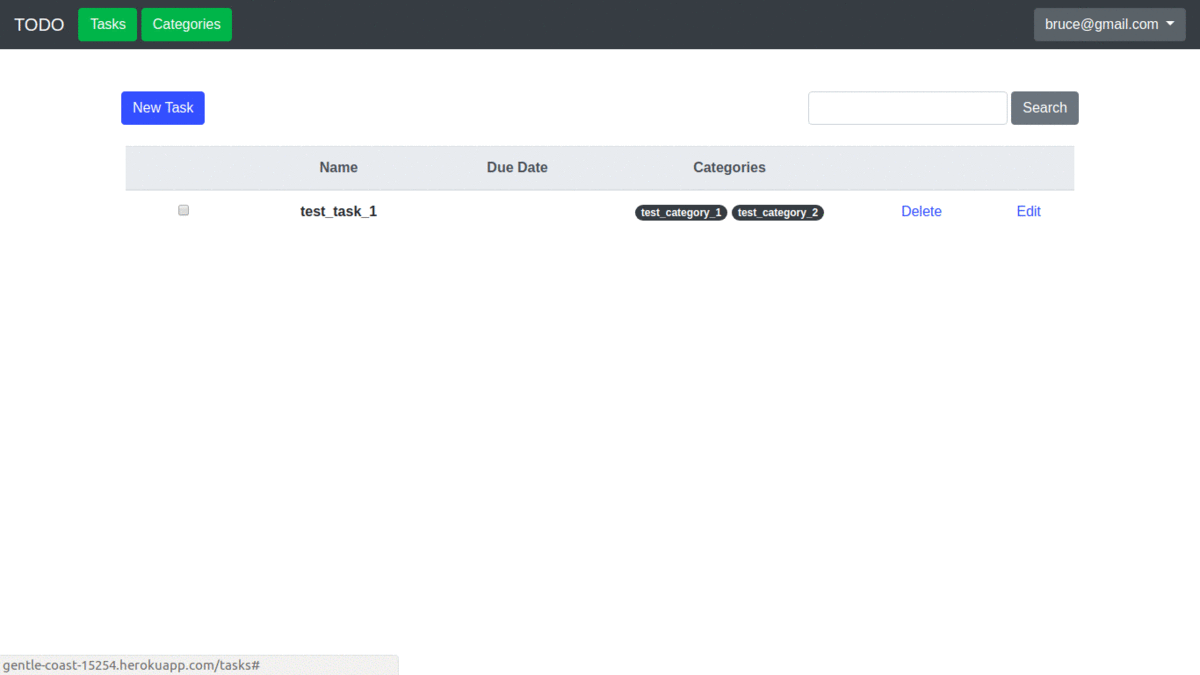 TODO Tasks Categories bruce@gmail.com
New Task Search
Name Due Date Categories
test_task_1 test_category_1 test_category_2 Delete Edit
gentle-coast-15254.herokuapp.com/tasks#